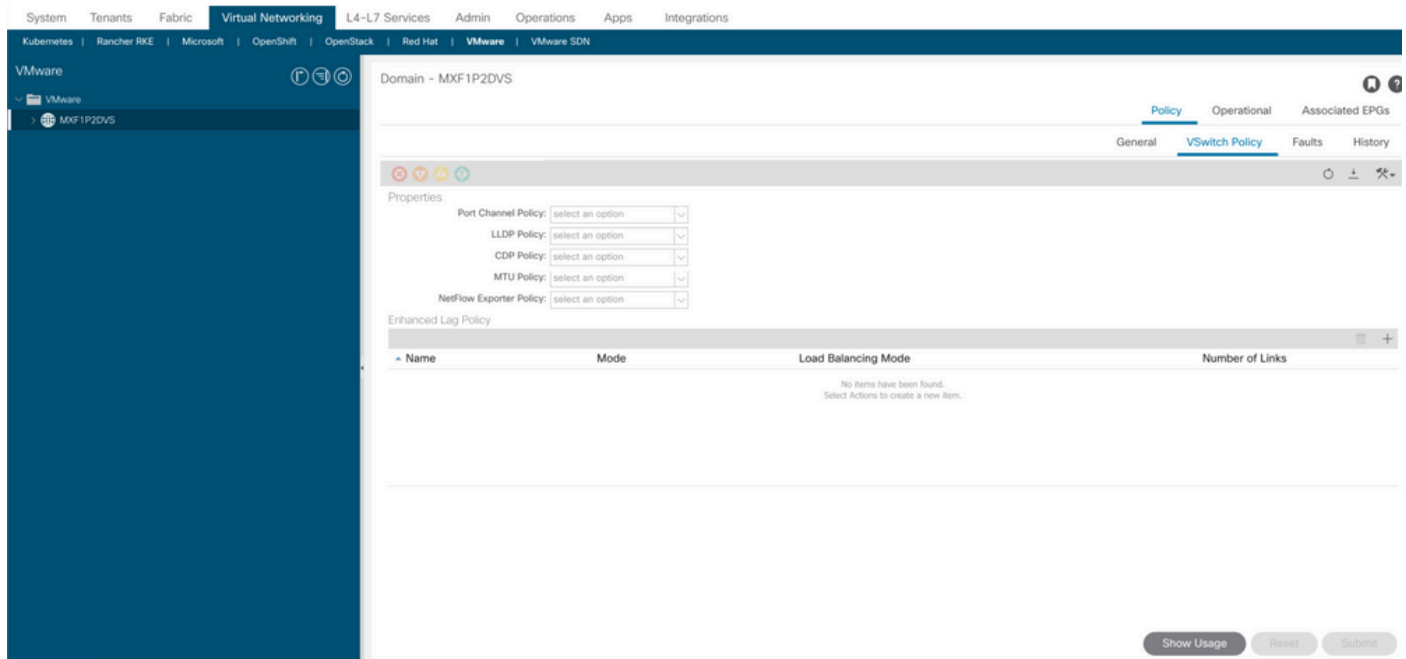 System Tenants Fabric Virtual Networking L4-L7 Services Admin Operations Apps Integrations
Kubernetes | Rancher RKE | Microsoft | OpenShift | OpenStack | Red Hat | VMware | VMware SDN
VMware
VMware
MXF1P2DVS
Domain - MXF1P2DVS
Policy Operational Associated EPGs
General VSwitch Policy Faults History
Properties
Port Channel Policy: select an option
LLDP Policy: select an option
CDP Policy: select an option
MTU Policy: select an option
NetFlow Exporter Policy: select an option
Enhanced Lag Policy
Name Mode Load Balancing Mode Number of Links
No items have been found.
Select Actions to create a new item.
Show Usage Reset Submit